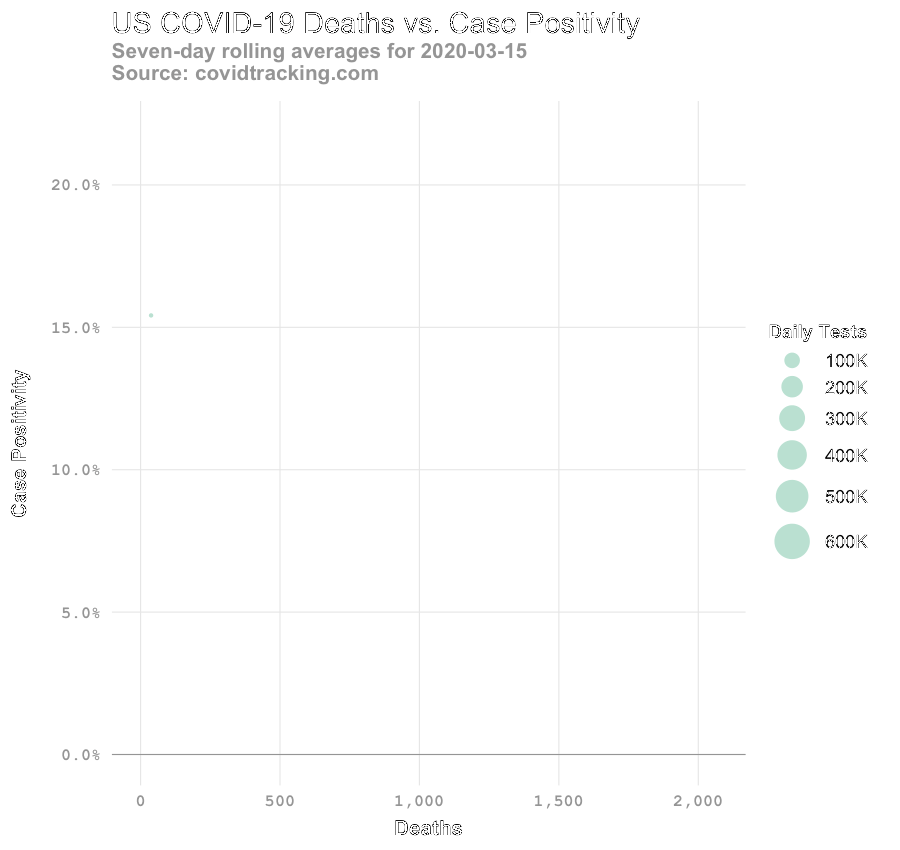 US COVID-19 Deaths vs. Case Positivity
Seven-day rolling averages for 2020-03-15
Source: covidtracking.com
20.0%
15.0%
10.0%
5.0%
0.0%
Case Positivity
0
500
1,000
1,500
2,000
Deaths
Daily Tests
100K
200K
300K
400K
500K
600K